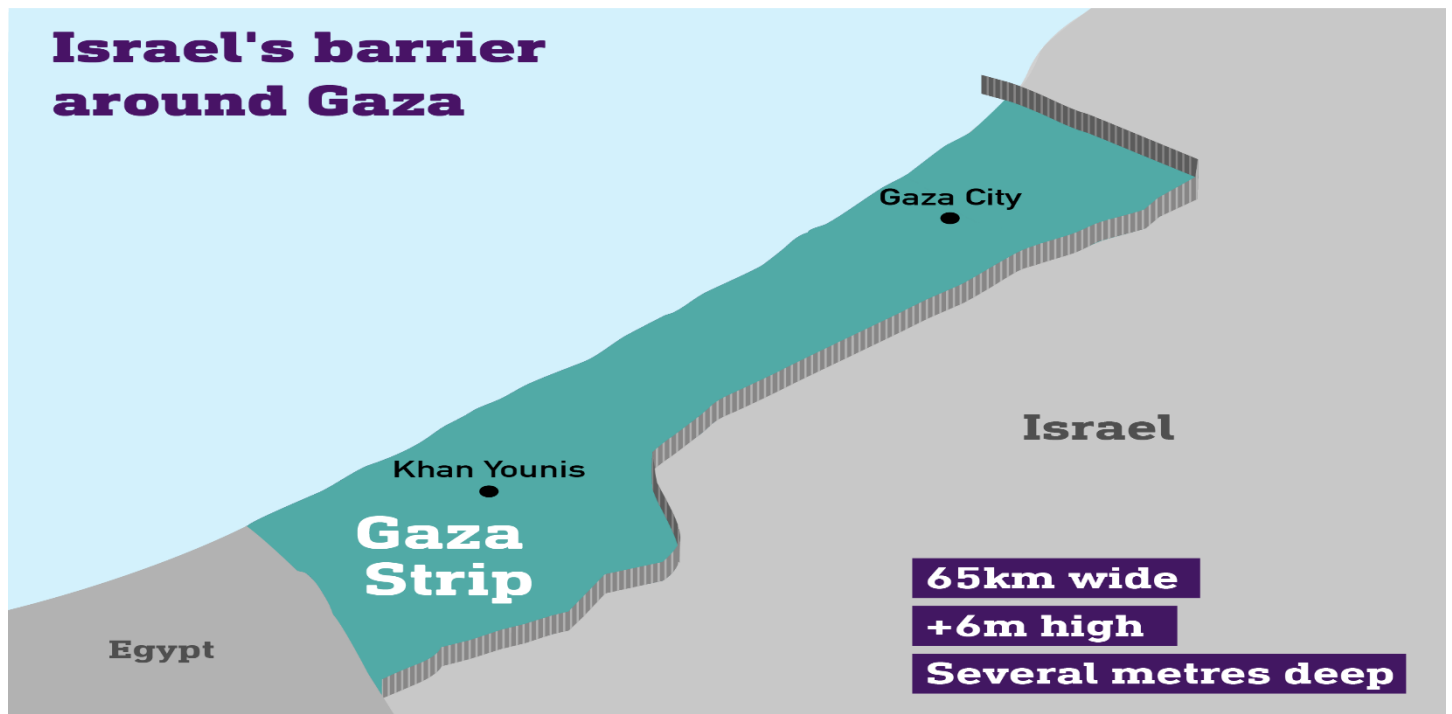 Israel's barrier
around Gaza
Gaza City
Israel
Khan Younis
Gaza
Strip
Egypt
65km wide
+6m high
Several metres deep